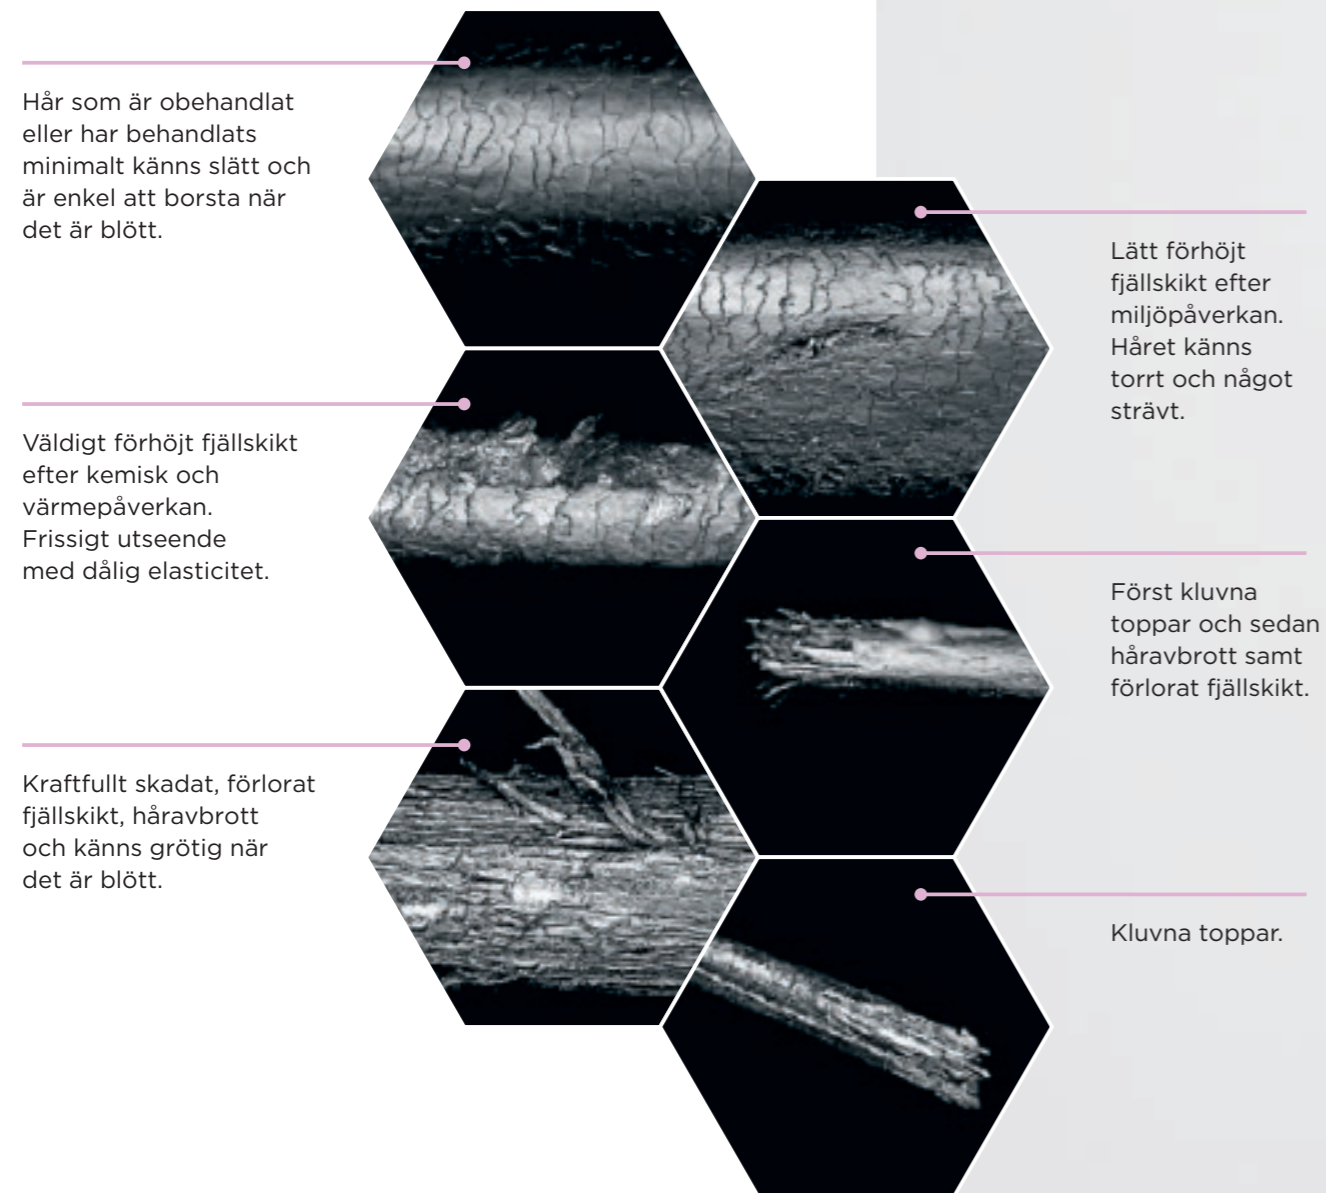 Hår som är obehandlat
eller har behandlats
minimalt känns slätt och
är enkel att borsta när
det är blött.
Lätt förhöjt
fjällskikt efter
miljöpåverkan.
Håret känns
torrt och något
strävt.
Väldigt förhöjt fjällskikt
efter kemisk och
värmepåverkan.
Frissigt utseende
med dålig elasticitet.
Först kluvna
toppar och sedan
håravbrott samt
förlorat fjällskikt.
Kraftfullt skadat, förlorat
fjällskikt, håravbrott
och känns grötig när
det är blött.
Kluvna toppar.